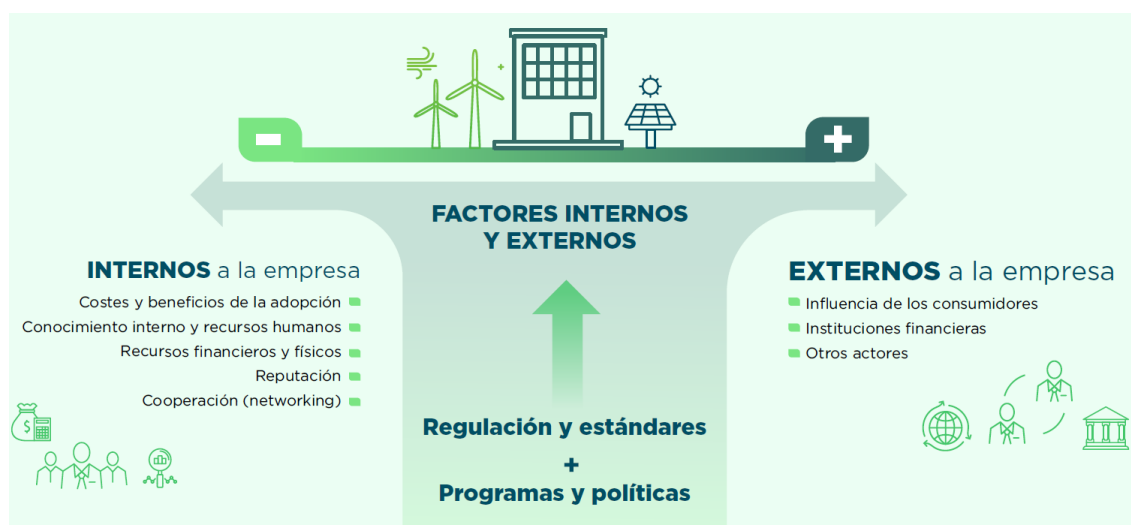 FACTORES INTERNOS
Y EXTERNOS
INTERNOS a la empresa
Costes y beneficios de la adopción
Conocimiento interno y recursos humanos
Recursos financieros y físicos
Reputación
Cooperación (networking)
EXTERNOS a la empresa
Influencia de los consumidores
Instituciones financieras
Otros actores
Regulación y estándares
+
Programas y políticas